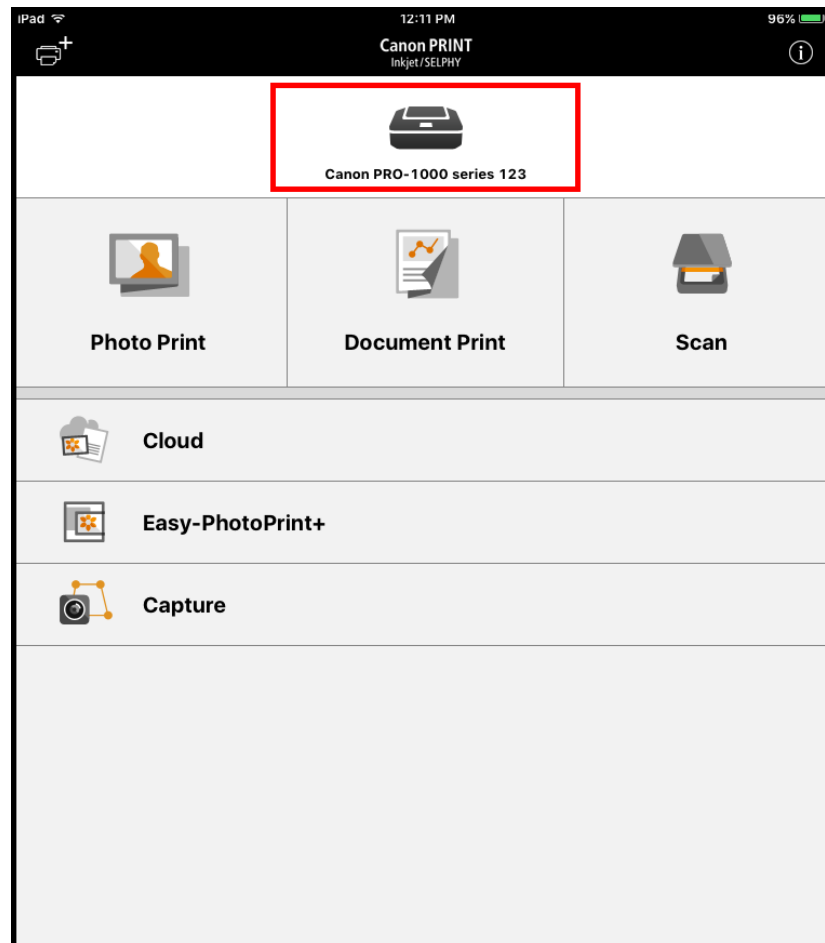 iPad 12:11 PM 96%
Canon PRINT
Inkjet/SELPHY
Canon PRO-1000 series 123
Photo Print Document Print Scan
Cloud
Easy-PhotoPrint+
Capture